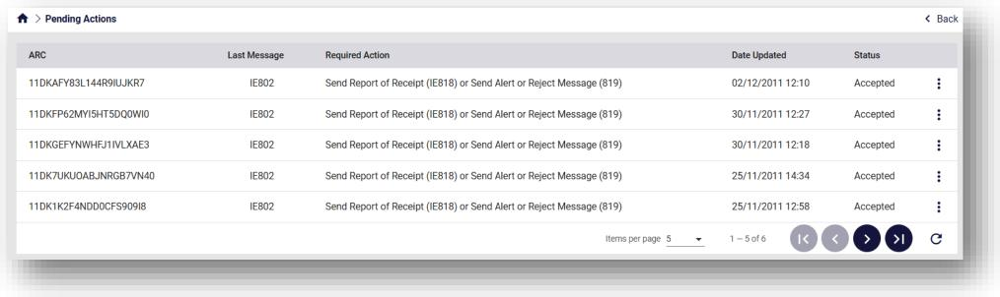 > Pending Actions < Back
ARC Last Message Required Action Date Updated Status
11DKAFY83L144R9IUJKR7 IE802 Send Report of Receipt (IE818) or Send Alert or Reject Message (819) 02/12/2011 12:10 Accepted
11DKFP62MYI5HT5DQ0WI0 IE802 Send Report of Receipt (IE818) or Send Alert or Reject Message (819) 30/11/2011 12:27 Accepted
11DKGEFYNWHFJ1IVLXAE3 IE802 Send Report of Receipt (IE818) or Send Alert or Reject Message (819) 30/11/2011 12:18 Accepted
11DK7UKUOABJNRGB7VN40 IE802 Send Report of Receipt (IE818) or Send Alert or Reject Message (819) 25/11/2011 14:34 Accepted
11DK1K2F4NDD0CFS909I8 IE802 Send Report of Receipt (IE818) or Send Alert or Reject Message (819) 25/11/2011 12:58 Accepted
Items per page 5 1 – 5 of 6